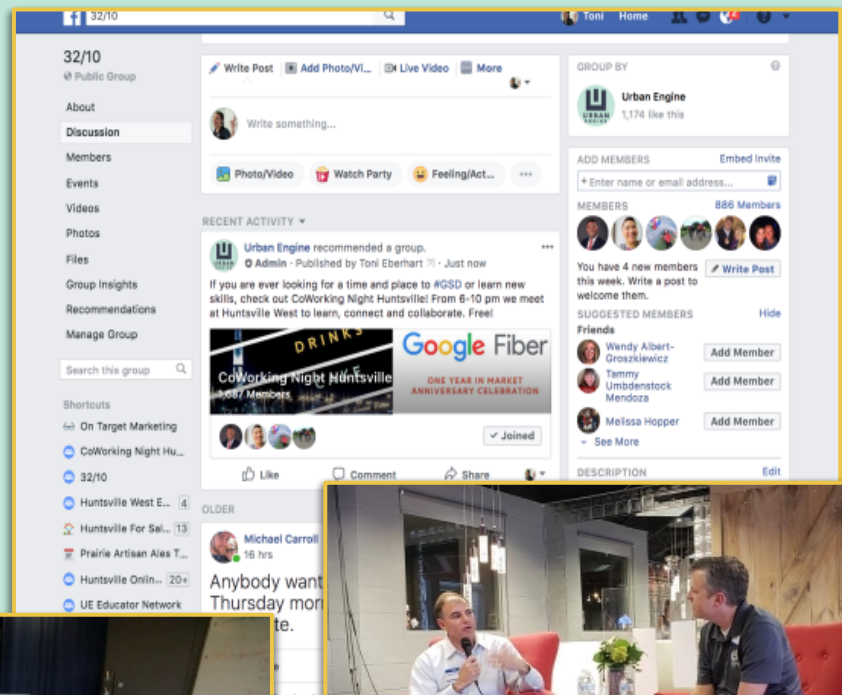 32/10
Toni Home
32/10
Public Group
About
Discussion
Members
Events
Videos
Photos
Files
Group Insights
Recommendations
Manage Group
Search this group
Shortcuts
On Target Marketing
CoWorking Night Hu...
32/10
Huntsville West E... 4
Huntsville For Sal... 13
Prairie Artisan Ales T...
Huntsville Onlin... 20+
UE Educator Network
Write Post Add Photo/Vi... Live Video More
Write something...
Photo/Video Watch Party Feeling/Act...
RECENT ACTIVITY
Urban Engine recommended a group.
Admin · Published by Toni Eberhart [?] · Just now
If you are ever looking for a time and place to #GSD or learn new
skills, check out CoWorking Night Huntsville! From 6-10 pm we meet
at Huntsville West to learn, connect and collaborate. Free!
DRINKS
CoWorking Night Huntsville
1,687 Members
Google Fiber
ONE YEAR IN MARKET
ANNIVERSARY CELEBRATION
Joined
Like Comment Share
OLDER
Michael Carroll
16 hrs
Anybody want
Thursday mor
te.
GROUP BY
URBAN
ENGINE
Urban Engine
1,174 like this
ADD MEMBERS Embed Invite
+ Enter name or email address...
MEMBERS 886 Members
You have 4 new members
this week. Write a post to
welcome them.
Write Post
SUGGESTED MEMBERS Hide
Friends
Wendy Albert-
Groszkiewicz
Add Member
Tammy
Umbdenstock
Mendoza
Add Member
Melissa Hopper
Add Member
See More
DESCRIPTION Edit